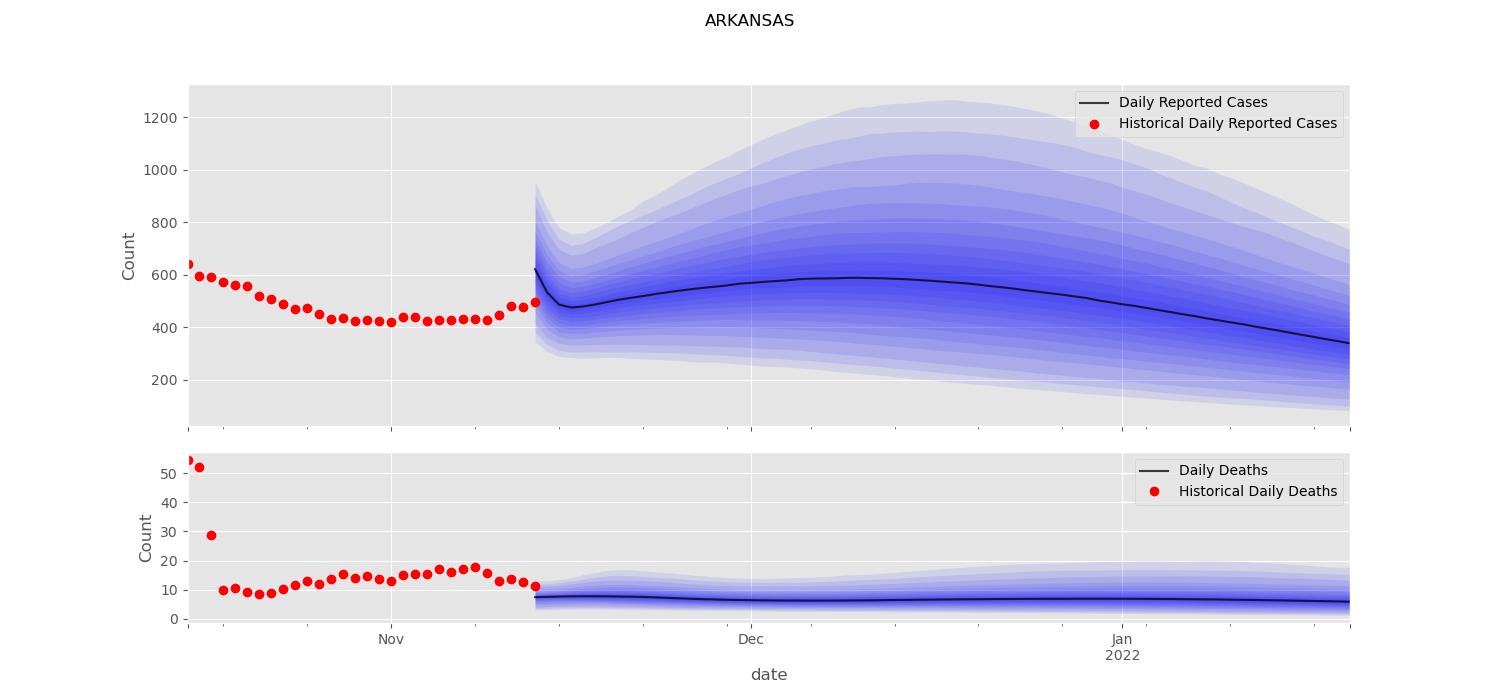 ARKANSAS
Daily Reported Cases
Historical Daily Reported Cases
1200
1000
800
600
400
200
Count
Daily Deaths
Historical Daily Deaths
50
40
30
20
10
0
Count
Nov
Dec
Jan
2022
date